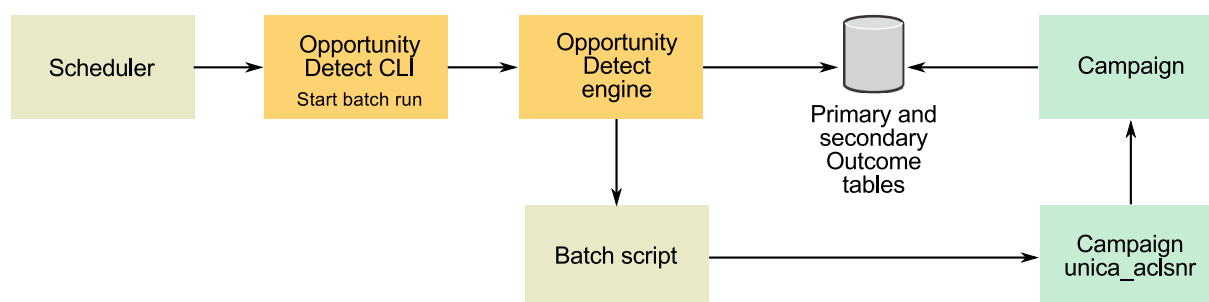 Scheduler
Opportunity
Detect CLI
Start batch run
Opportunity
Detect
engine
Primary and
secondary
Outcome
tables
Campaign
Batch script
Campaign
unica_aclsnr